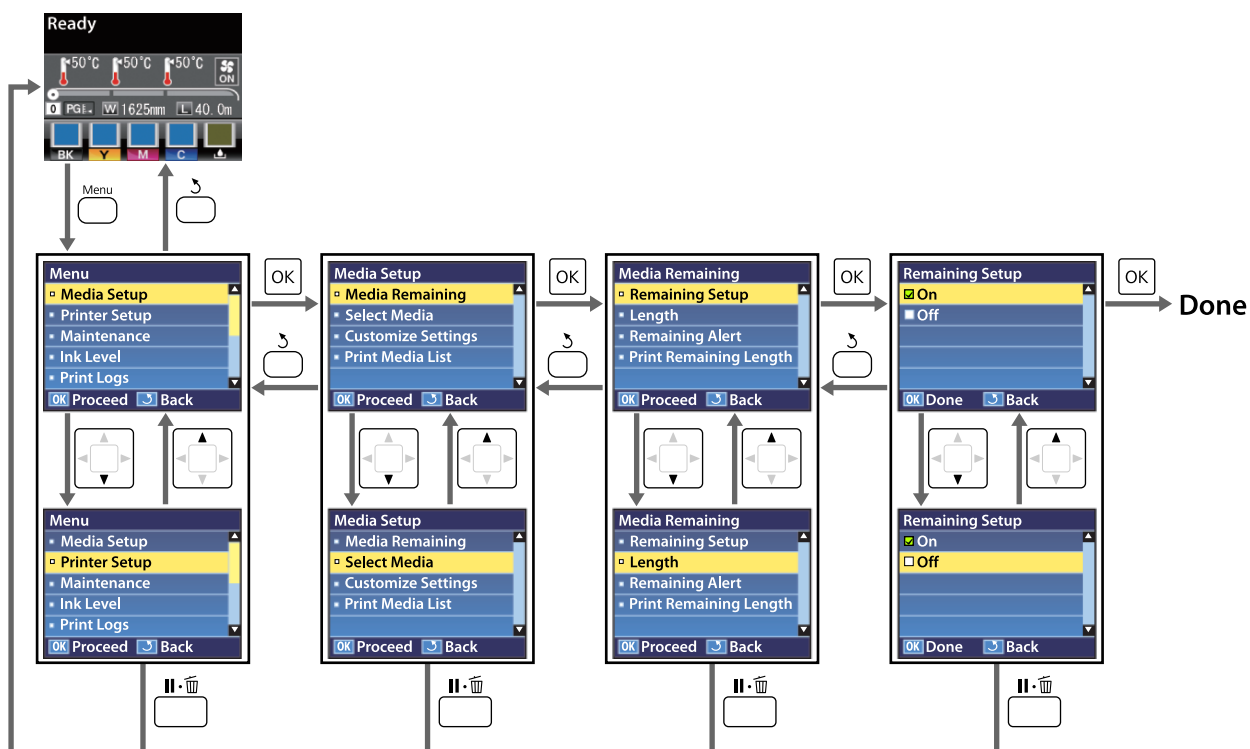 Ready
50°C 50°C 50°C
ON
0 PG W 1625mm L 40. 0m
BK Y M C
Menu
Menu
Media Setup
Printer Setup
Maintenance
Ink Level
Print Logs
OK Proceed Back
OK
Media Setup
Media Remaining
Select Media
Customize Settings
Print Media List
OK Proceed Back
OK
Media Remaining
Remaining Setup
Length
Remaining Alert
Print Remaining Length
OK Proceed Back
OK
Remaining Setup
On
Off
OK Done Back
OK
Done
Menu
Media Setup
Printer Setup
Maintenance
Ink Level
Print Logs
OK Proceed Back
Media Setup
Media Remaining
Select Media
Customize Settings
Print Media List
OK Proceed Back
Media Remaining
Remaining Setup
Length
Remaining Alert
Print Remaining Length
OK Proceed Back
Remaining Setup
On
Off
OK Done Back